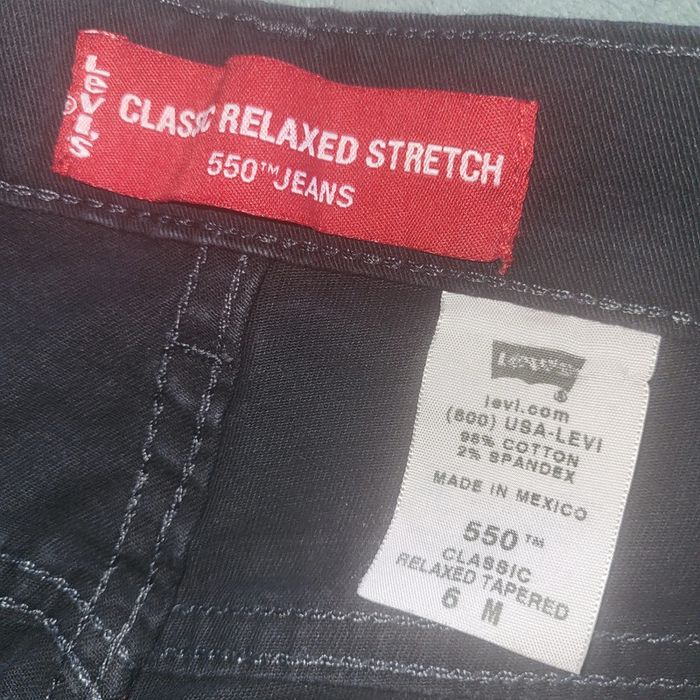 Levi's
®
CLASSIC RELAXED STRETCH
550™ JEANS
Levi's
®
levi.com
(800) USA-LEVI
98% COTTON
2% SPANDEX
MADE IN MEXICO
550™
CLASSIC
RELAXED TAPERED
6 M